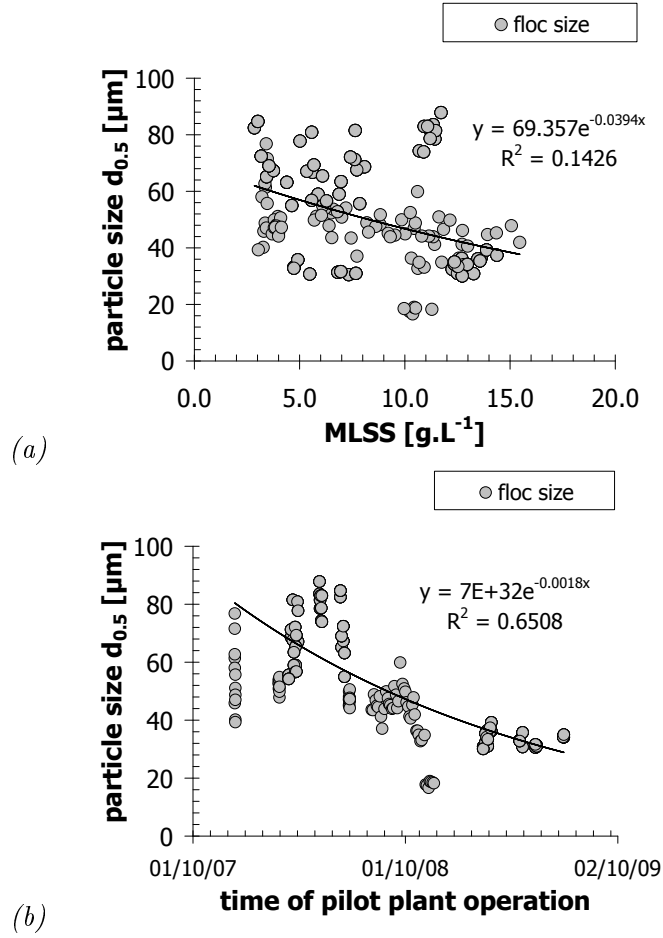 floc size
100
80
60
40
20
0
particle size d0.5 [µm]
y = 69.357e^-0.0394x
R² = 0.1426
0.0 5.0 10.0 15.0 20.0
MLSS [g.L⁻¹]
(a)
floc size
100
80
60
40
20
0
particle size d0.5 [µm]
y = 7E+32e^-0.0018x
R² = 0.6508
01/10/07 01/10/08 02/10/09
time of pilot plant operation
(b)